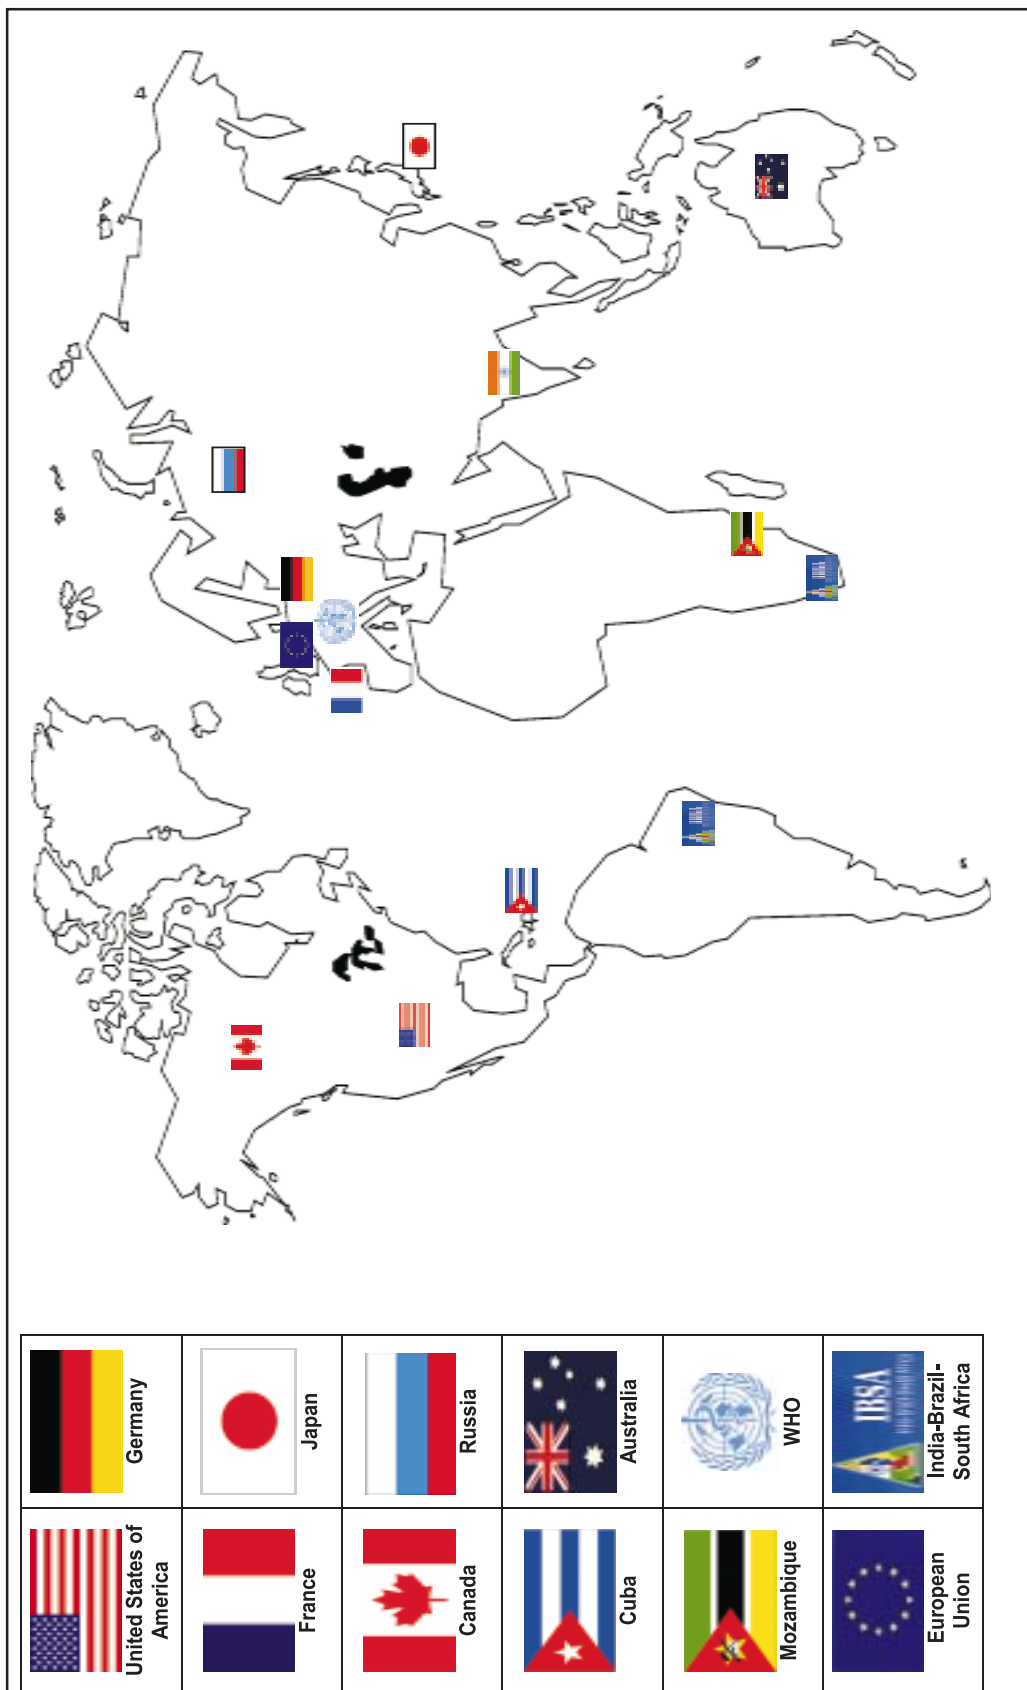 United States of
America
Germany
France
Japan
Canada
Russia
Cuba
Australia
Mozambique
WHO
European
Union
IBSA
India-Brazil-
South Africa